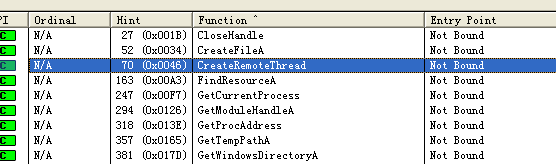 PI Ordinal Hint Function ^ Entry Point
C N/A 27 (0x001B) CloseHandle Not Bound
C N/A 52 (0x0034) CreateFileA Not Bound
C N/A 70 (0x0046) CreateRemoteThread Not Bound
C N/A 163 (0x00A3) FindResourceA Not Bound
C N/A 247 (0x00F7) GetCurrentProcess Not Bound
C N/A 294 (0x0126) GetModuleHandleA Not Bound
C N/A 318 (0x013E) GetProcAddress Not Bound
C N/A 357 (0x0165) GetTempPathA Not Bound
C N/A 381 (0x017D) GetWindowsDirectoryA Not Bound